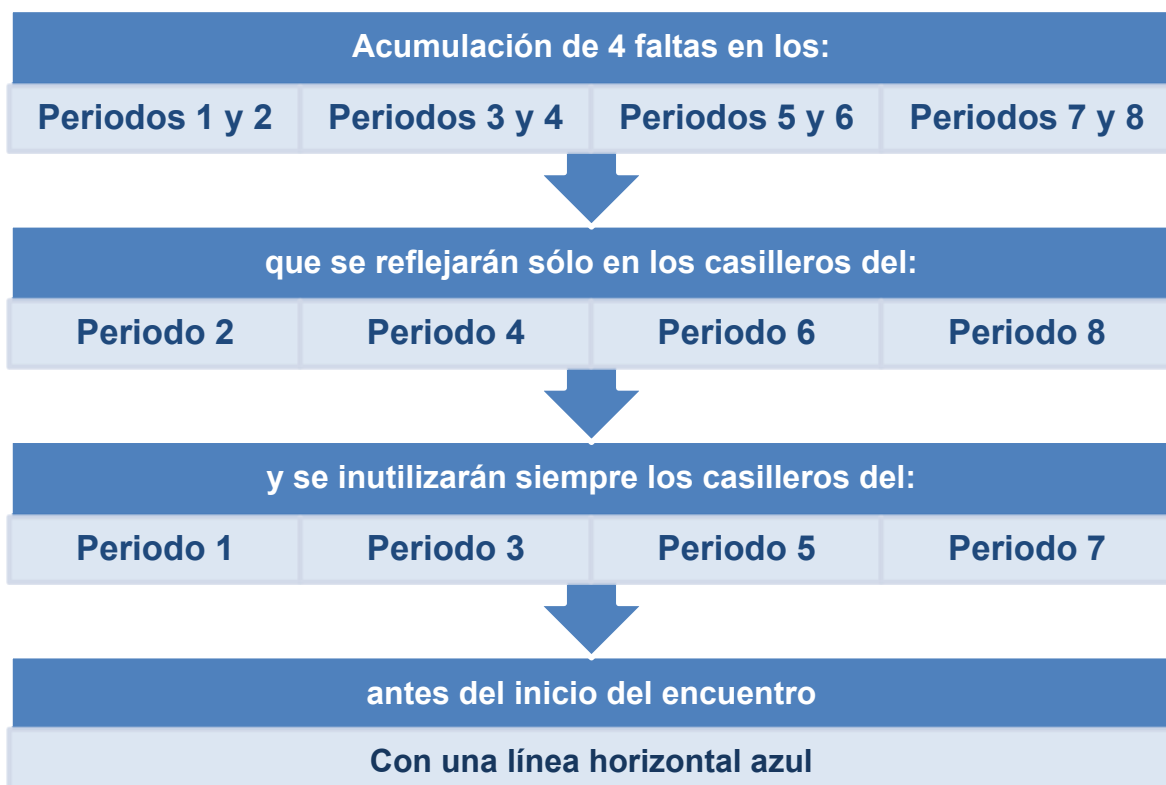 Acumulación de 4 faltas en los:
Periodos 1 y 2 Periodos 3 y 4 Periodos 5 y 6 Periodos 7 y 8
que se reflejarán sólo en los casilleros del:
Periodo 2 Periodo 4 Periodo 6 Periodo 8
y se inutilizarán siempre los casilleros del:
Periodo 1 Periodo 3 Periodo 5 Periodo 7
antes del inicio del encuentro
Con una línea horizontal azul